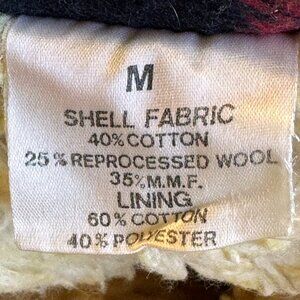 M
SHELL FABRIC
40% COTTON
25% REPROCESSED WOOL
35% M.M.F.
LINING
60% COTTON
40% POLYESTER